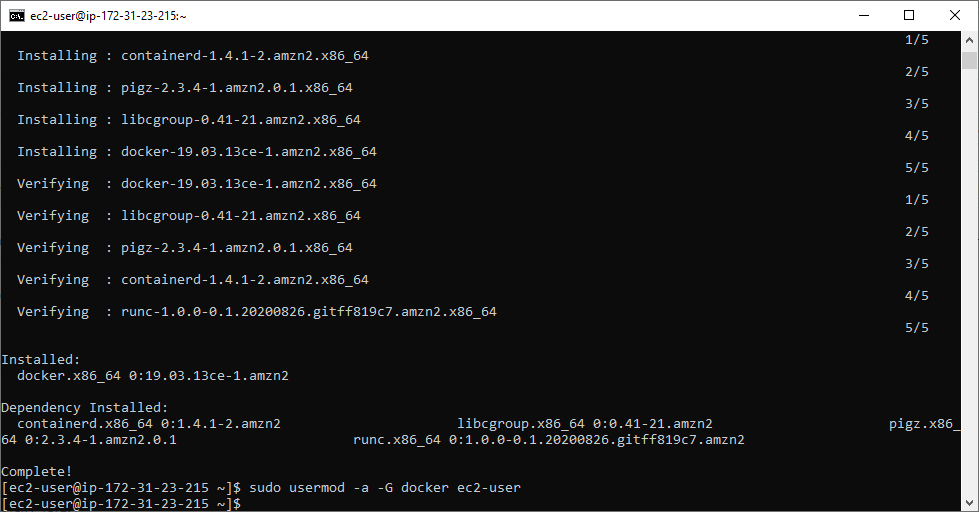 ec2-user@ip-172-31-23-215:~
1/5
  Installing : containerd-1.4.1-2.amzn2.x86_64
2/5
  Installing : pigz-2.3.4-1.amzn2.0.1.x86_64
3/5
  Installing : libcgroup-0.41-21.amzn2.x86_64
4/5
  Installing : docker-19.03.13ce-1.amzn2.x86_64
5/5
  Verifying  : docker-19.03.13ce-1.amzn2.x86_64
1/5
  Verifying  : libcgroup-0.41-21.amzn2.x86_64
2/5
  Verifying  : pigz-2.3.4-1.amzn2.0.1.x86_64
3/5
  Verifying  : containerd-1.4.1-2.amzn2.x86_64
4/5
  Verifying  : runc-1.0.0-0.1.20200826.gitff819c7.amzn2.x86_64
5/5
Installed:
  docker.x86_64 0:19.03.13ce-1.amzn2
Dependency Installed:
  containerd.x86_64 0:1.4.1-2.amzn2                      libcgroup.x86_64 0:0.41-21.amzn2                      pigz.x86_
64 0:2.3.4-1.amzn2.0.1                      runc.x86_64 0:1.0.0-0.1.20200826.gitff819c7.amzn2
Complete!
[ec2-user@ip-172-31-23-215 ~]$ sudo usermod -a -G docker ec2-user
[ec2-user@ip-172-31-23-215 ~]$